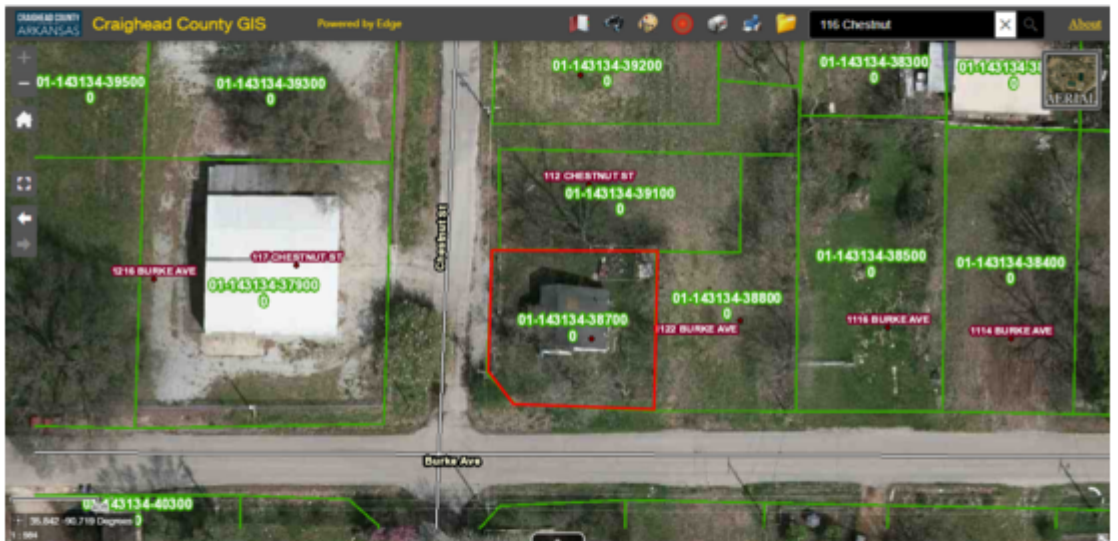 CRAIGHEAD COUNTY
ARKANSAS
Craighead County GIS
Powered by Edge
116 Chestnut
About
01-143134-39500
0
01-143134-39300
0
01-143134-39200
0
01-143134-38300
0
01-143134-38
AERIAL
112 CHESTNUT ST
01-143134-39100
0
Chestnut St
117 CHESTNUT ST
1216 BURKE AVE
01-143134-37900
0
01-143134-38700
0
01-143134-38800
0
1122 BURKE AVE
01-143134-38500
0
1116 BURKE AVE
01-143134-38400
0
1114 BURKE AVE
Burke Ave
143134-40300
35.842 -90.719 Degrees
1 : 984